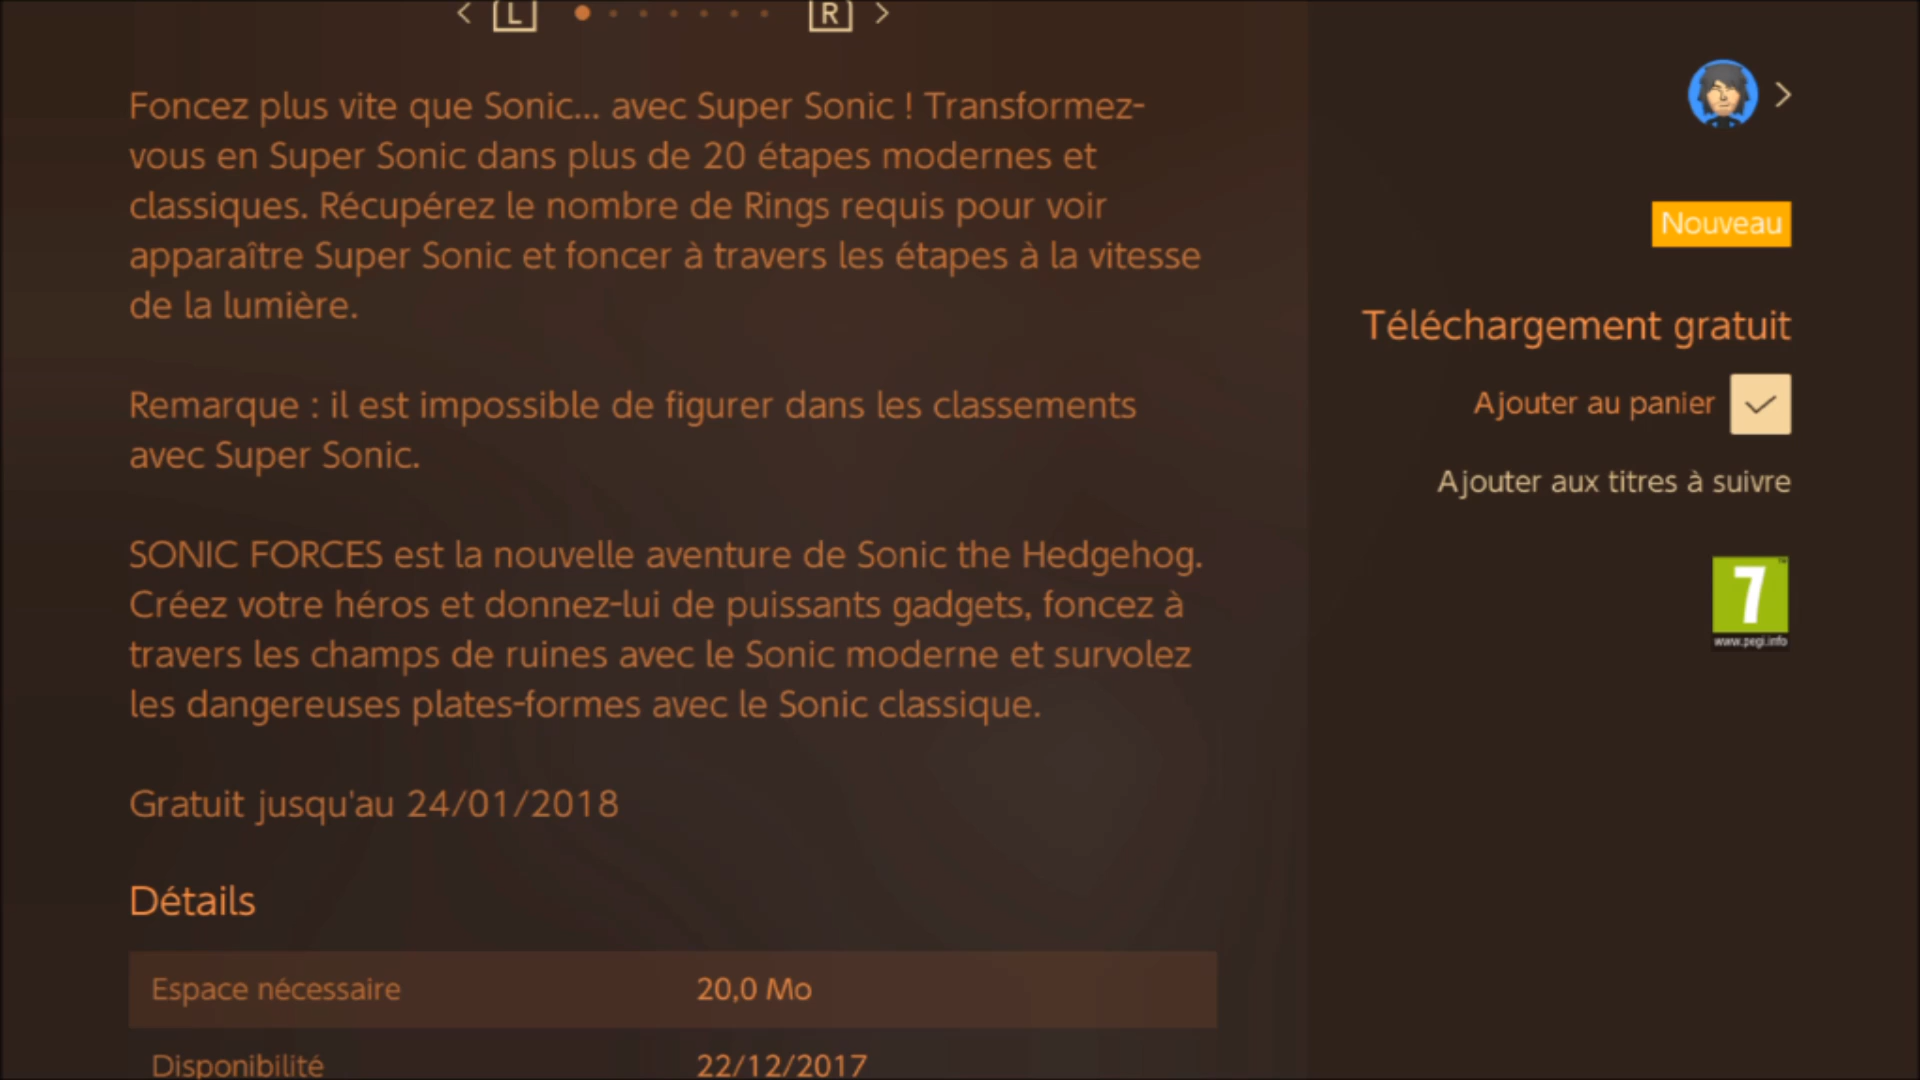 L
R
Foncez plus vite que Sonic... avec Super Sonic ! Transformez-
vous en Super Sonic dans plus de 20 étapes modernes et
classiques. Récupérez le nombre de Rings requis pour voir
apparaître Super Sonic et foncer à travers les étapes à la vitesse
de la lumière.
Remarque : il est impossible de figurer dans les classements
avec Super Sonic.
SONIC FORCES est la nouvelle aventure de Sonic the Hedgehog.
Créez votre héros et donnez-lui de puissants gadgets, foncez à
travers les champs de ruines avec le Sonic moderne et survolez
les dangereuses plates-formes avec le Sonic classique.
Gratuit jusqu'au 24/01/2018
Détails
Espace nécessaire 20,0 Mo
Disponibilité 22/12/2017
Nouveau
Téléchargement gratuit
Ajouter au panier
Ajouter aux titres à suivre
7
www.pegi.info